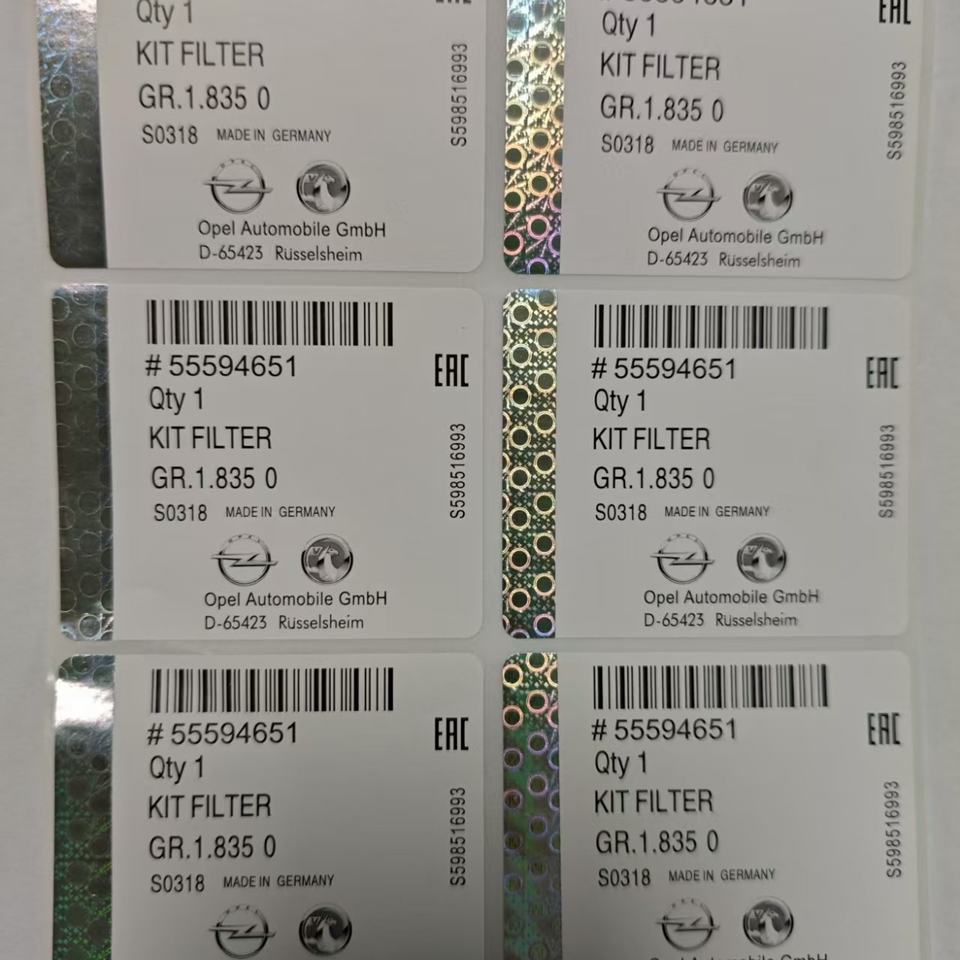 Qty 1
KIT FILTER
GR.1.835 0
S0318 MADE IN GERMANY
S598516993
OPEL
Opel Automobile GmbH
D-65423 Rüsselsheim
EAC
Qty 1
KIT FILTER
GR.1.835 0
S0318 MADE IN GERMANY
S598516993
Opel Automobile GmbH
D-65423 Rüsselsheim
# 55594651
EAC
Qty 1
KIT FILTER
GR.1.835 0
S0318 MADE IN GERMANY
S598516993
Opel Automobile GmbH
D-65423 Rüsselsheim
# 55594651
EAC
Qty 1
KIT FILTER
GR.1.835 0
S0318 MADE IN GERMANY
S598516993
Opel Automobile GmbH
D-65423 Rüsselsheim
# 55594651
EAC
Qty 1
KIT FILTER
GR.1.835 0
S0318 MADE IN GERMANY
S598516993
# 55594651
EAC
Qty 1
KIT FILTER
GR.1.835 0
S0318 MADE IN GERMANY
S598516993